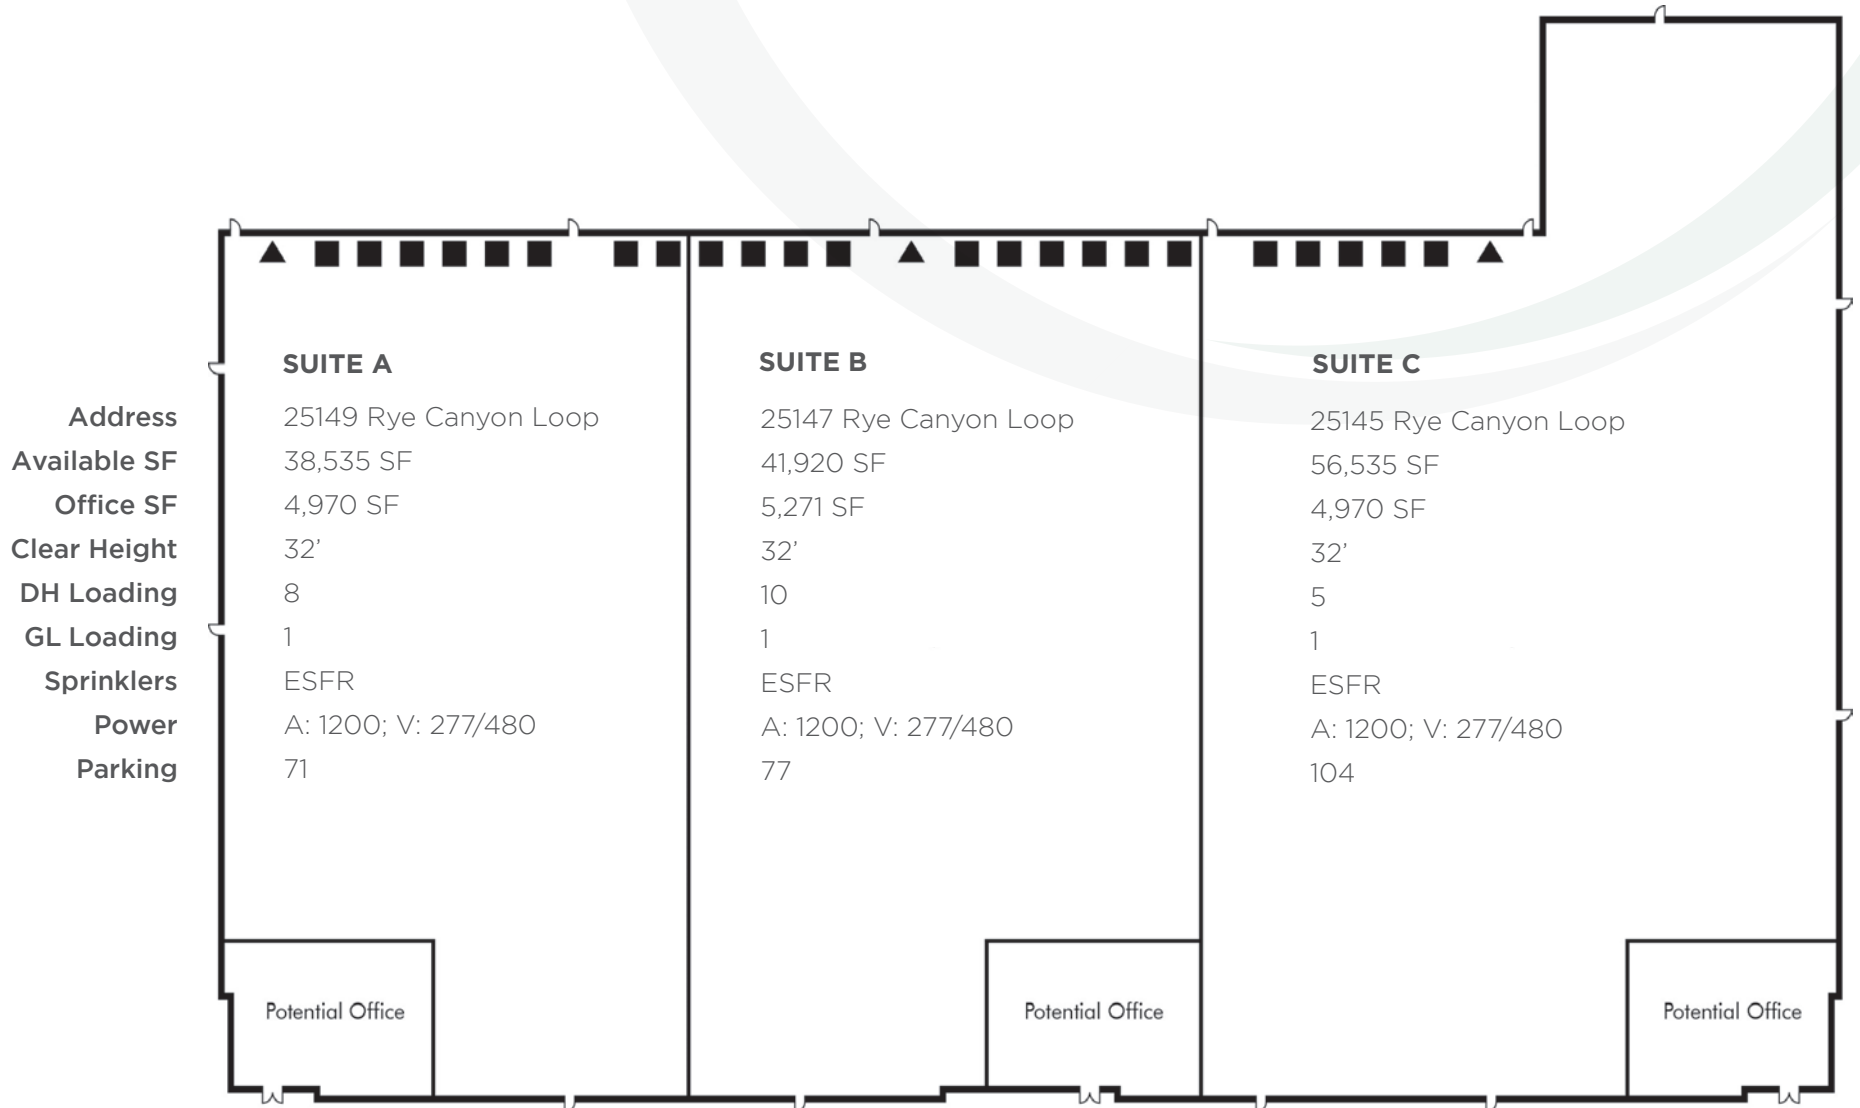 SUITE A SUITE B SUITE C
Address 25149 Rye Canyon Loop 25147 Rye Canyon Loop 25145 Rye Canyon Loop
Available SF 38,535 SF 41,920 SF 56,535 SF
Office SF 4,970 SF 5,271 SF 4,970 SF
Clear Height 32’ 32’ 32’
DH Loading 8 10 5
GL Loading 1 1 1
Sprinklers ESFR ESFR ESFR
Power A: 1200; V: 277/480 A: 1200; V: 277/480 A: 1200; V: 277/480
Parking 71 77 104
Potential Office Potential Office Potential Office